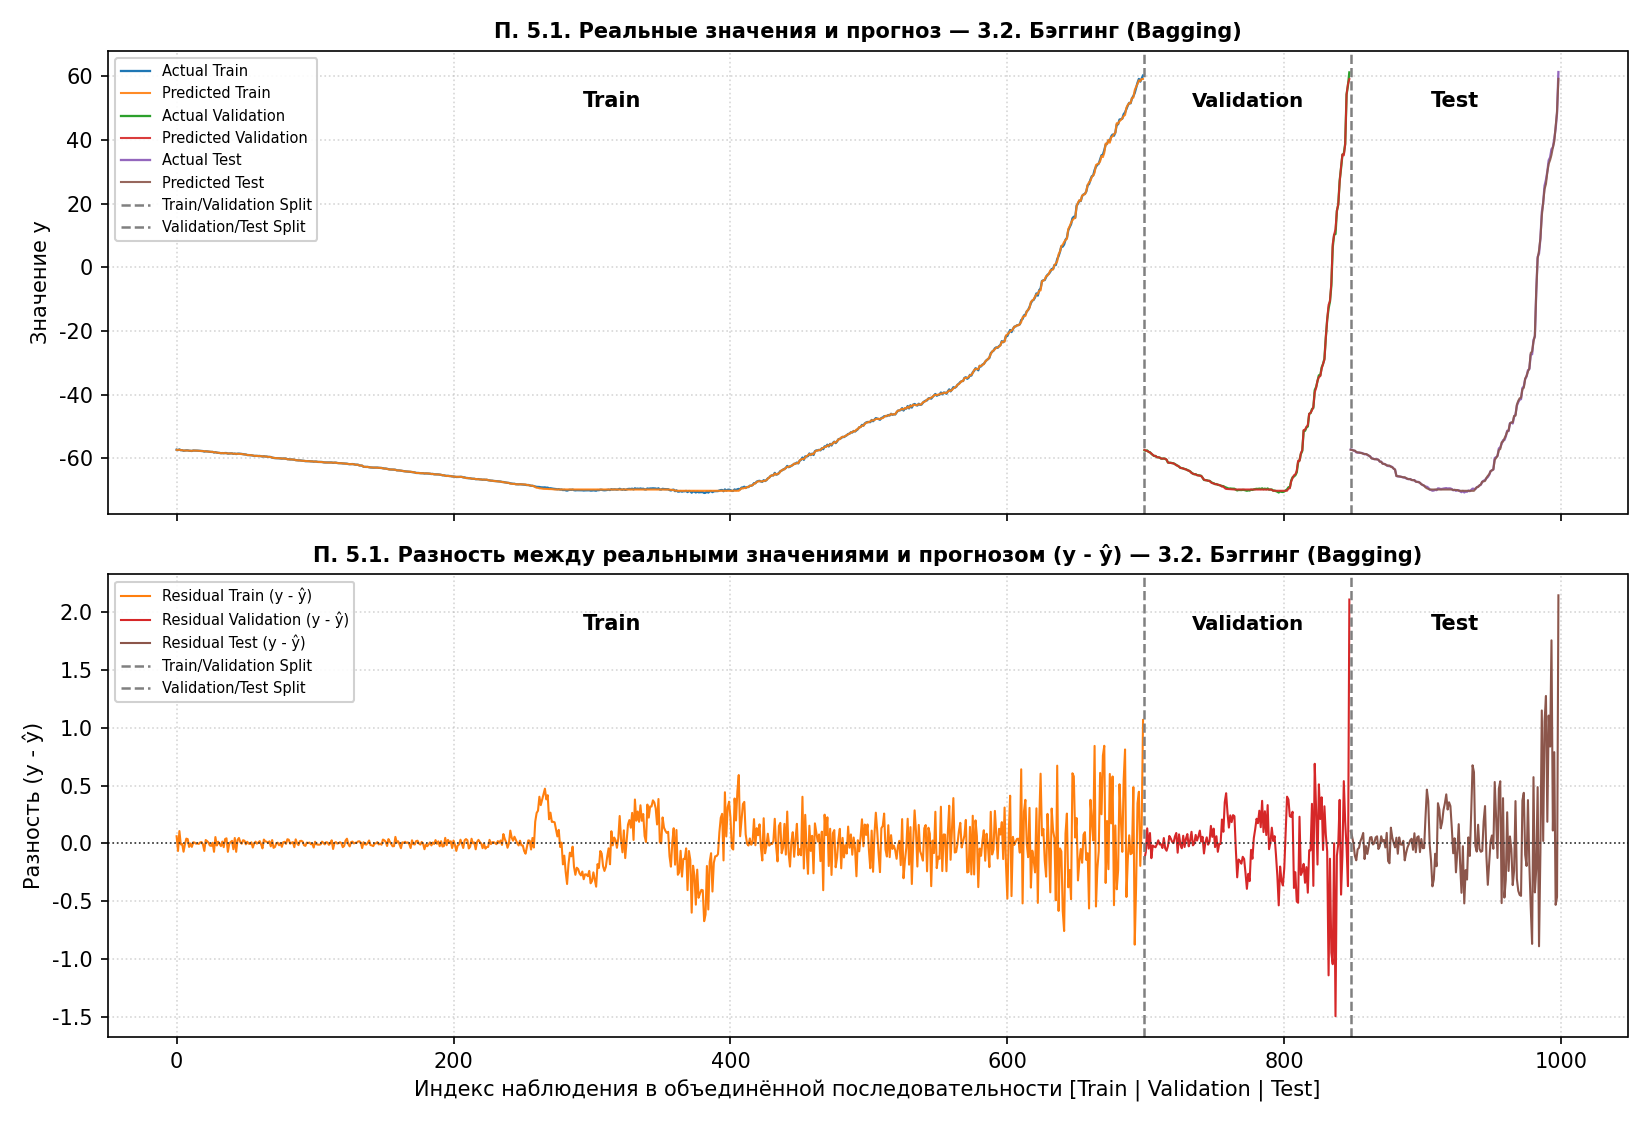 П. 5.1. Реальные значения и прогноз — 3.2. Бэггинг (Bagging)
Значение y
60
40
20
0
-20
-40
-60
Actual Train
Predicted Train
Actual Validation
Predicted Validation
Actual Test
Predicted Test
Train/Validation Split
Validation/Test Split
Train
Validation
Test
П. 5.1. Разность между реальными значениями и прогнозом (y - ŷ) — 3.2. Бэггинг (Bagging)
Разность (y - ŷ)
2.0
1.5
1.0
0.5
0.0
-0.5
-1.0
-1.5
Residual Train (y - ŷ)
Residual Validation (y - ŷ)
Residual Test (y - ŷ)
Train/Validation Split
Validation/Test Split
Train
Validation
Test
0 200 400 600 800 1000
Индекс наблюдения в объединённой последовательности [Train | Validation | Test]